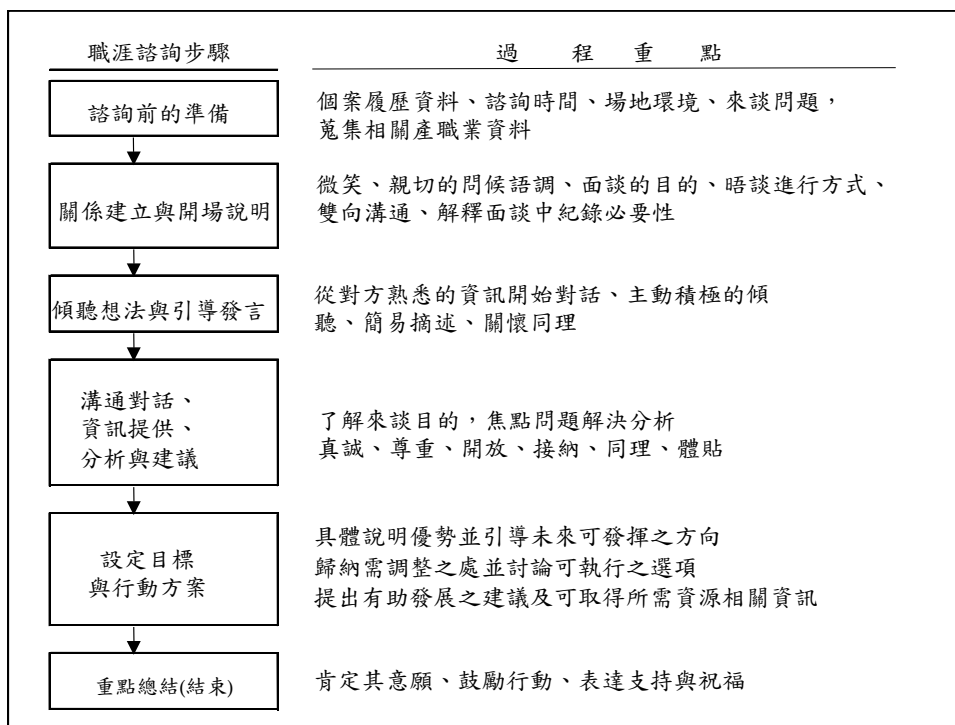 職涯諮詢步驟
過程重點
諮詢前的準備
個案履歷資料、諮詢時間、場地環境、來談問題，
蒐集相關產職業資料
關係建立與開場說明
微笑、親切的問候語調、面談的目的、晤談進行方式、
雙向溝通、解釋面談中紀錄必要性
傾聽想法與引導發言
從對方熟悉的資訊開始對話、主動積極的傾
聽、簡易摘述、關懷同理
溝通對話、
資訊提供、
分析與建議
了解來談目的，焦點問題解決分析
真誠、尊重、開放、接納、同理、體貼
設定目標
與行動方案
具體說明優勢並引導未來可發揮之方向
歸納需調整之處並討論可執行之選項
提出有助發展之建議及可取得所需資源相關資訊
重點總結(結束)
肯定其意願、鼓勵行動、表達支持與祝福